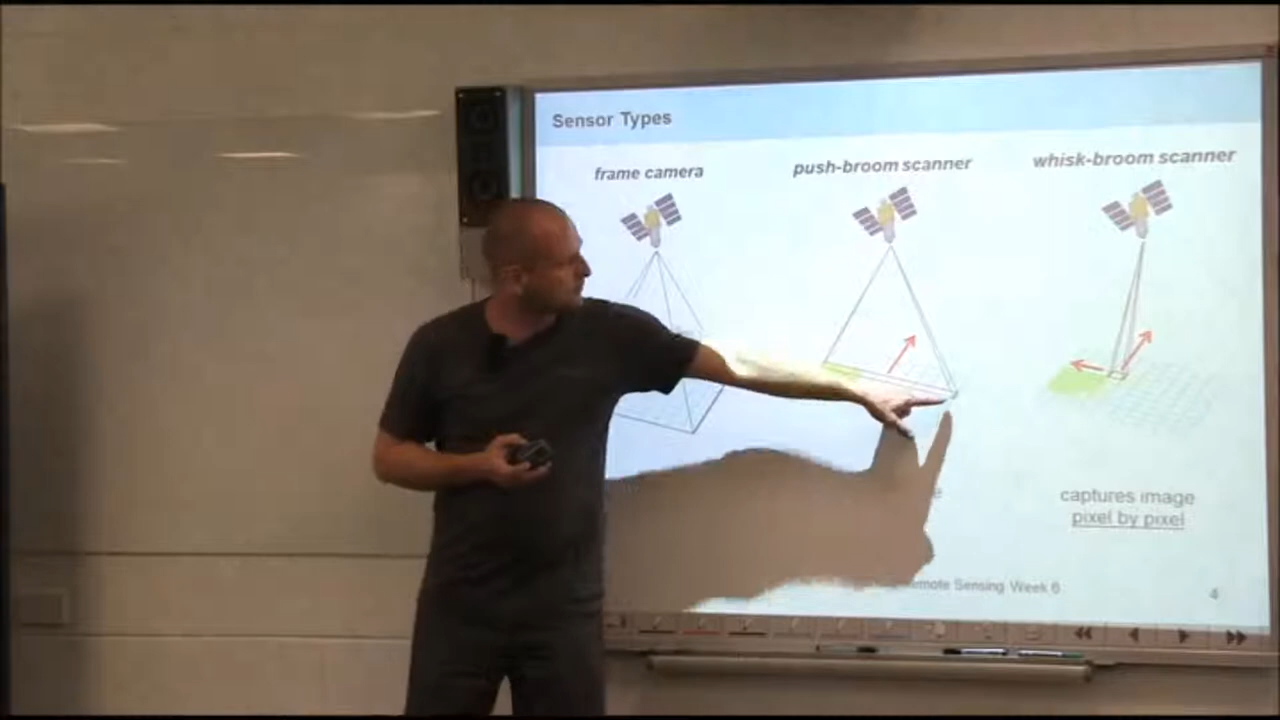 Sensor Types
frame camera
push-broom scanner
whisk-broom scanner
captures image
pixel by pixel
Sensing Week 6
4